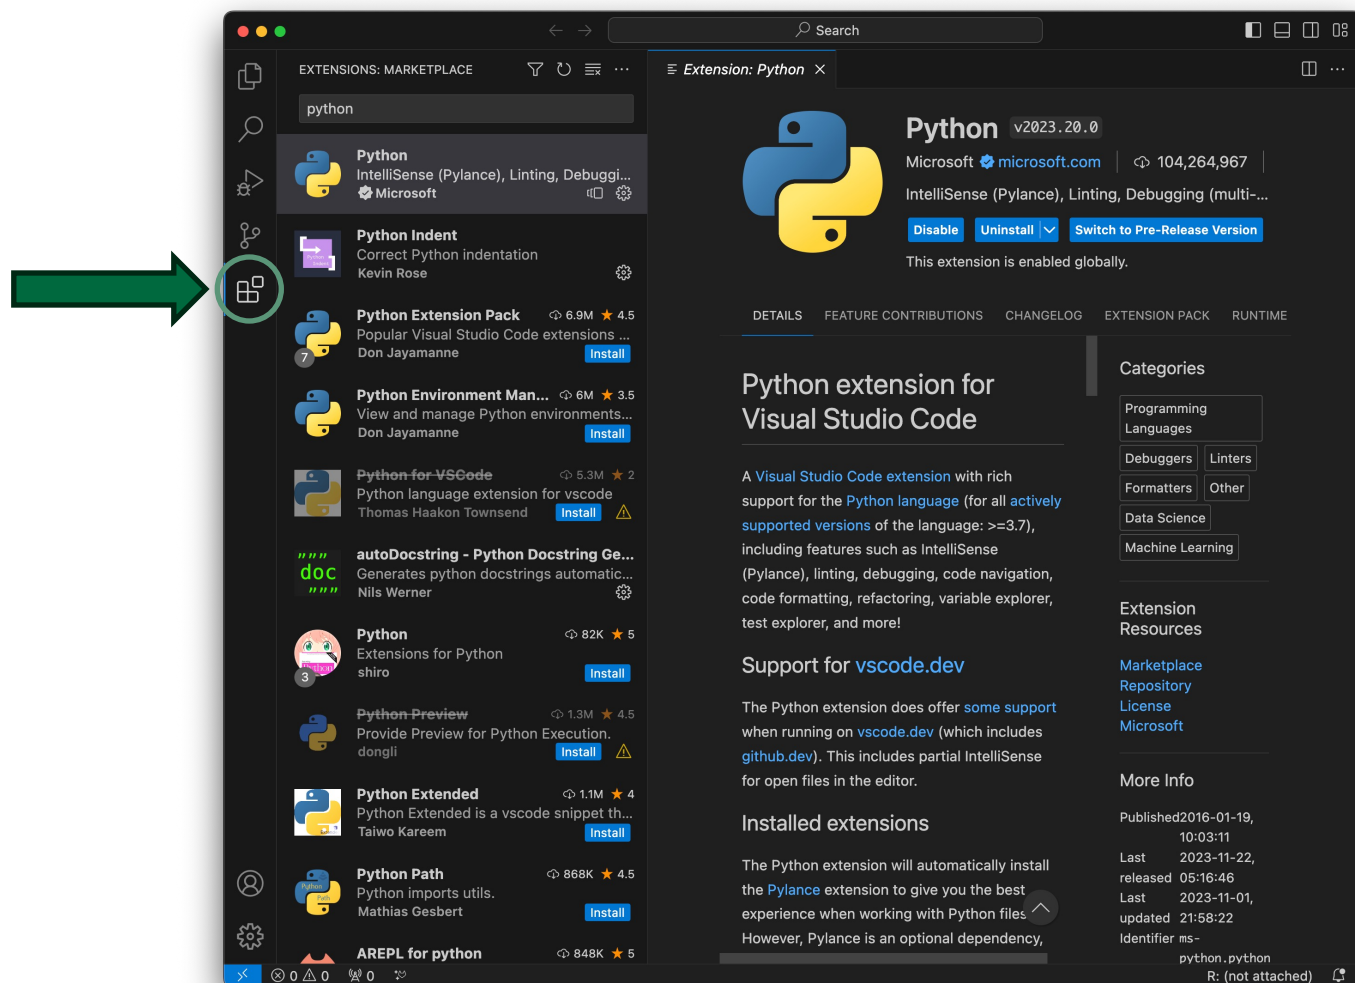 Search
EXTENSIONS: MARKETPLACE
Extension: Python
python
Python
IntelliSense (Pylance), Linting, Debuggi...
Microsoft
Python Indent
Correct Python indentation
Kevin Rose
Python Extension Pack 6.9M ★ 4.5
Popular Visual Studio Code extensions ...
Don Jayamanne Install
7
Python Environment Man... 6M ★ 3.5
View and manage Python environments...
Don Jayamanne Install
Python for VSCode 5.3M ★ 2
Python language extension for vscode
Thomas Haakon Townsend Install
autoDocstring - Python Docstring Ge...
Generates python docstrings automatic...
Nils Werner
""" doc """
Python 82K ★ 5
Extensions for Python
shiro Install
3
Python Preview 1.3M ★ 4.5
Provide Preview for Python Execution.
dongli Install
Python Extended 1.1M ★ 4
Python Extended is a vscode snippet th...
Taiwo Kareem Install
Python Path 868K ★ 4.5
Python imports utils.
Mathias Gesbert Install
AREPL for python 848K ★ 5
Python v2023.20.0
Microsoft microsoft.com 104,264,967
IntelliSense (Pylance), Linting, Debugging (multi-...
Disable Uninstall Switch to Pre-Release Version
This extension is enabled globally.
DETAILS FEATURE CONTRIBUTIONS CHANGELOG EXTENSION PACK RUNTIME
Python extension for
Visual Studio Code
A Visual Studio Code extension with rich
support for the Python language (for all actively
supported versions of the language: >=3.7),
including features such as IntelliSense
(Pylance), linting, debugging, code navigation,
code formatting, refactoring, variable explorer,
test explorer, and more!
Support for vscode.dev
The Python extension does offer some support
when running on vscode.dev (which includes
github.dev). This includes partial IntelliSense
for open files in the editor.
Installed extensions
The Python extension will automatically install
the Pylance extension to give you the best
experience when working with Python files.
However, Pylance is an optional dependency,
Categories
Programming
Languages
Debuggers Linters
Formatters Other
Data Science
Machine Learning
Extension
Resources
Marketplace
Repository
License
Microsoft
More Info
Published 2016-01-19,
10:03:11
Last 2023-11-22,
released 05:16:46
Last 2023-11-01,
updated 21:58:22
Identifier ms-
python.python
0 0 0
R: (not attached)